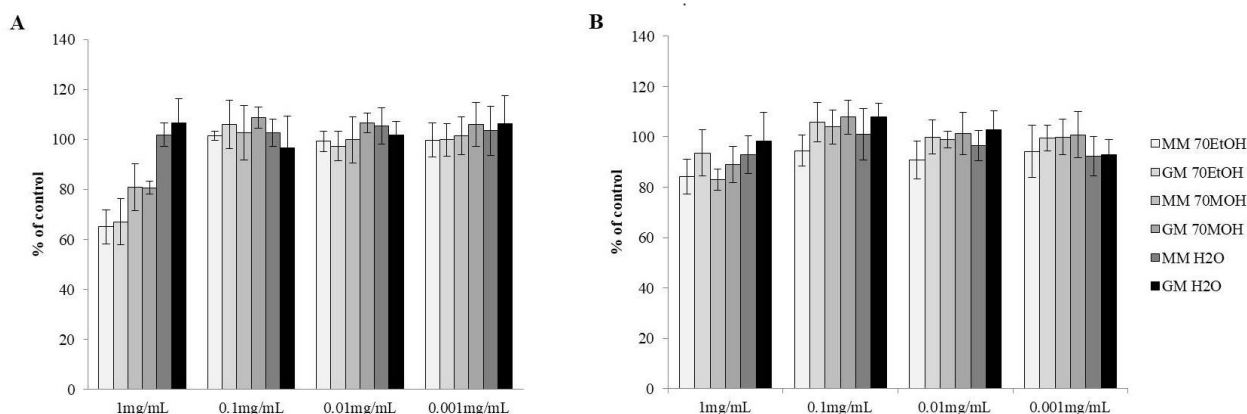 A
% of control
140
120
100
80
60
40
20
0
1mg/mL 0.1mg/mL 0.01mg/mL 0.001mg/mL
B
% of control
140
120
100
80
60
40
20
0
1mg/mL 0.1mg/mL 0.01mg/mL 0.001mg/mL
MM 70EtOH
GM 70EtOH
MM 70MOH
GM 70MOH
MM H2O
GM H2O